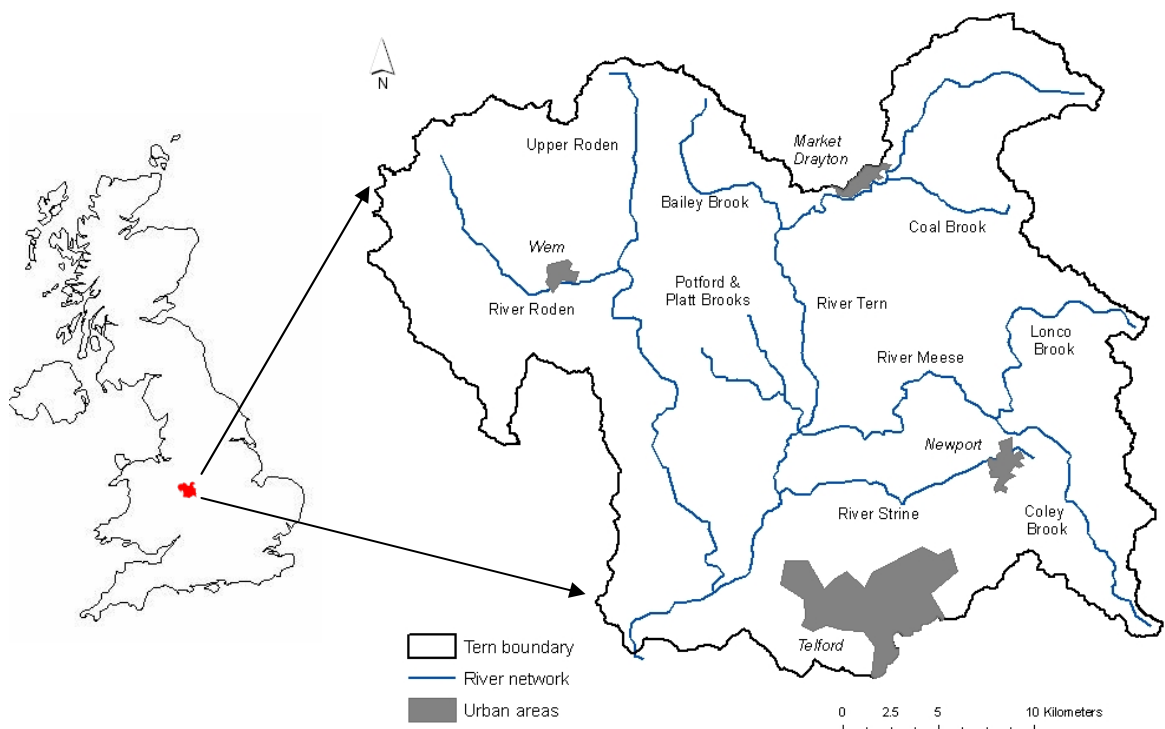 N
Market
Drayton
Upper Roden
Bailey Brook
Coal Brook
Wem
Potford &
Platt Brooks
River Roden
River Tern
Lonco
Brook
River Meese
Newport
River Strine
Coley
Brook
Telford
Tern boundary
River network
Urban areas
0 2.5 5 10 Kilometers